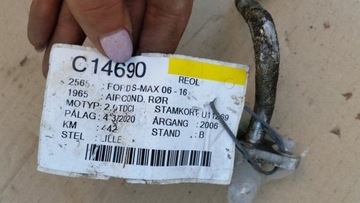 C14690
REOL
2565 : FORDS-MAX 06 - 16
1965 : AIRCOND. RØR
MOTYP: 2.0TDCI STAMKORT U11289
PÅLAG: 4/3/2020 ÅRGANG : 2006
KM : 442 STAND : B
STEL :